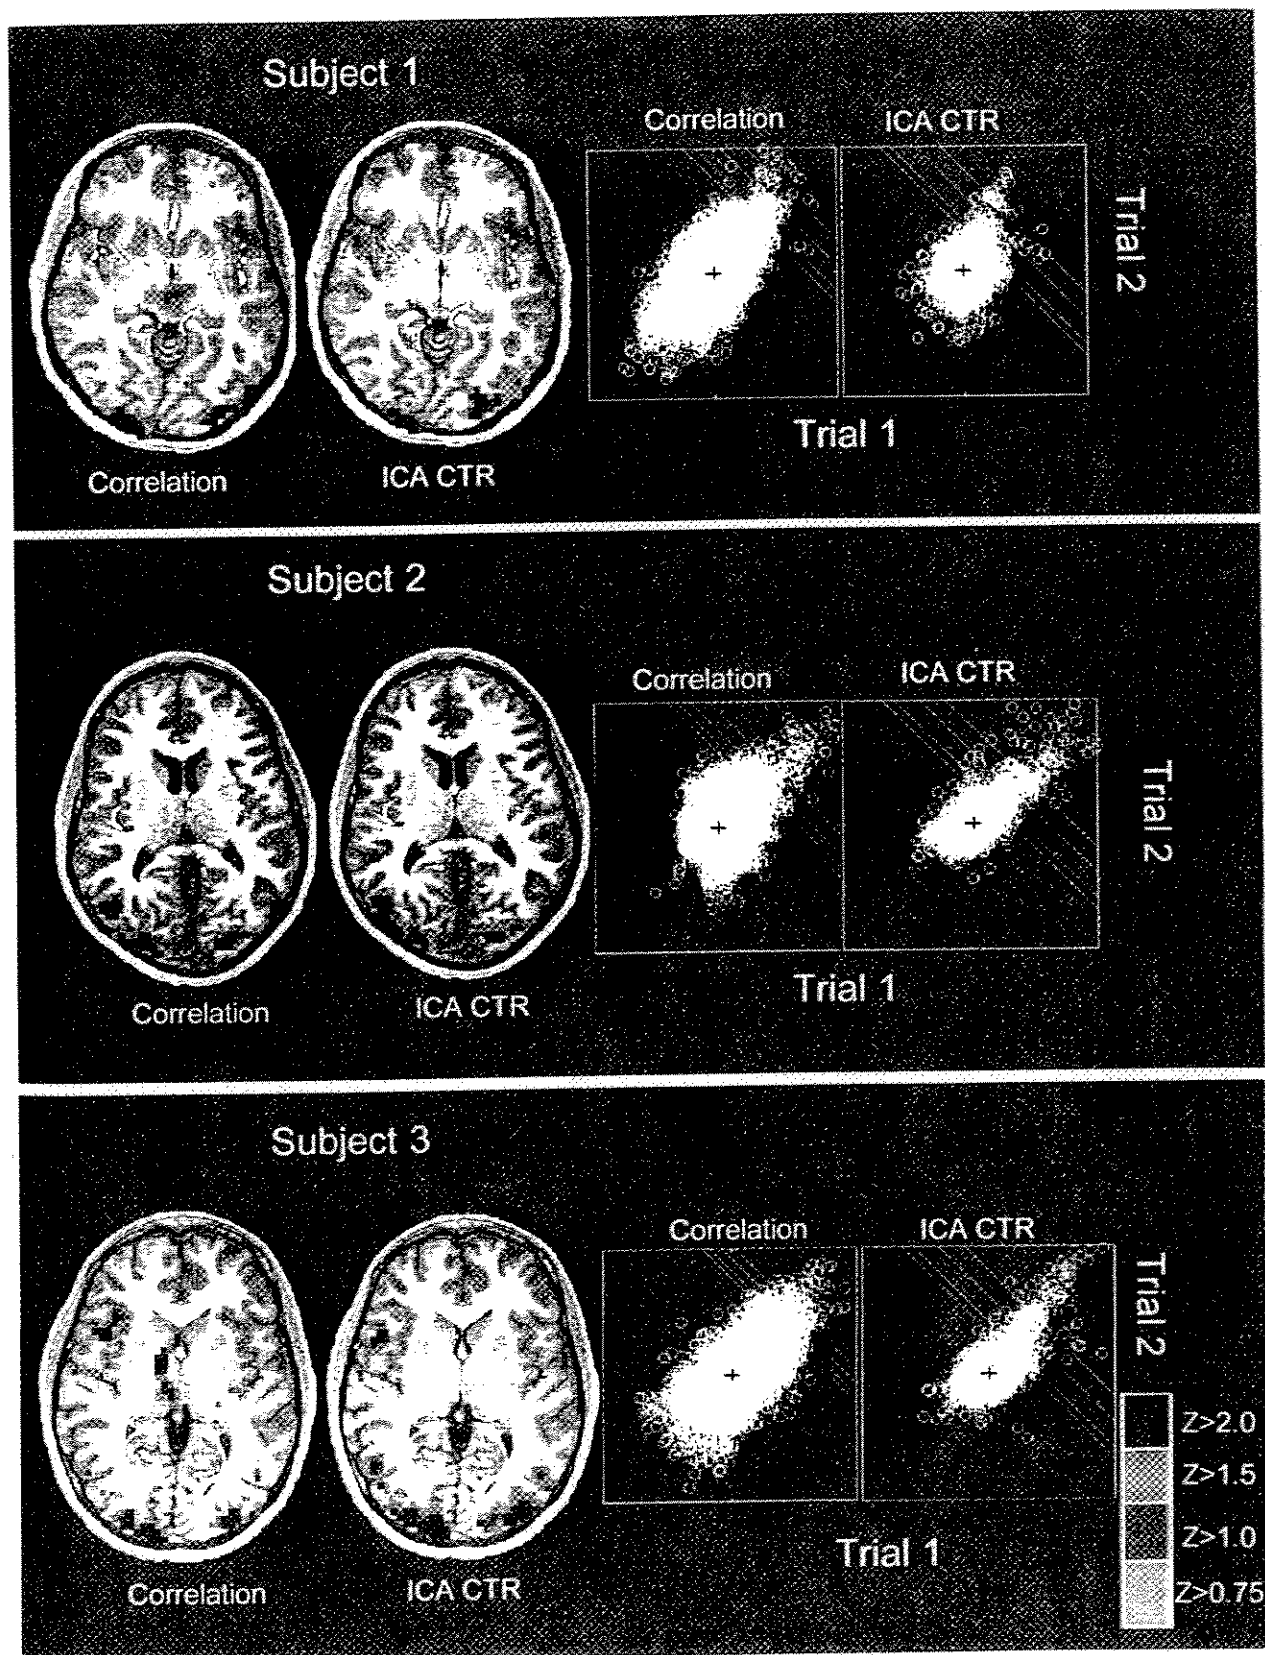 Subject 1
Correlation
ICA CTR
Trial 2
Trial 1
Correlation
ICA CTR
Subject 2
Correlation
ICA CTR
Trial 2
Trial 1
Correlation
ICA CTR
Subject 3
Correlation
ICA CTR
Trial 2
Z>2.0
Z>1.5
Z>1.0
Z>0.75
Trial 1
Correlation
ICA CTR